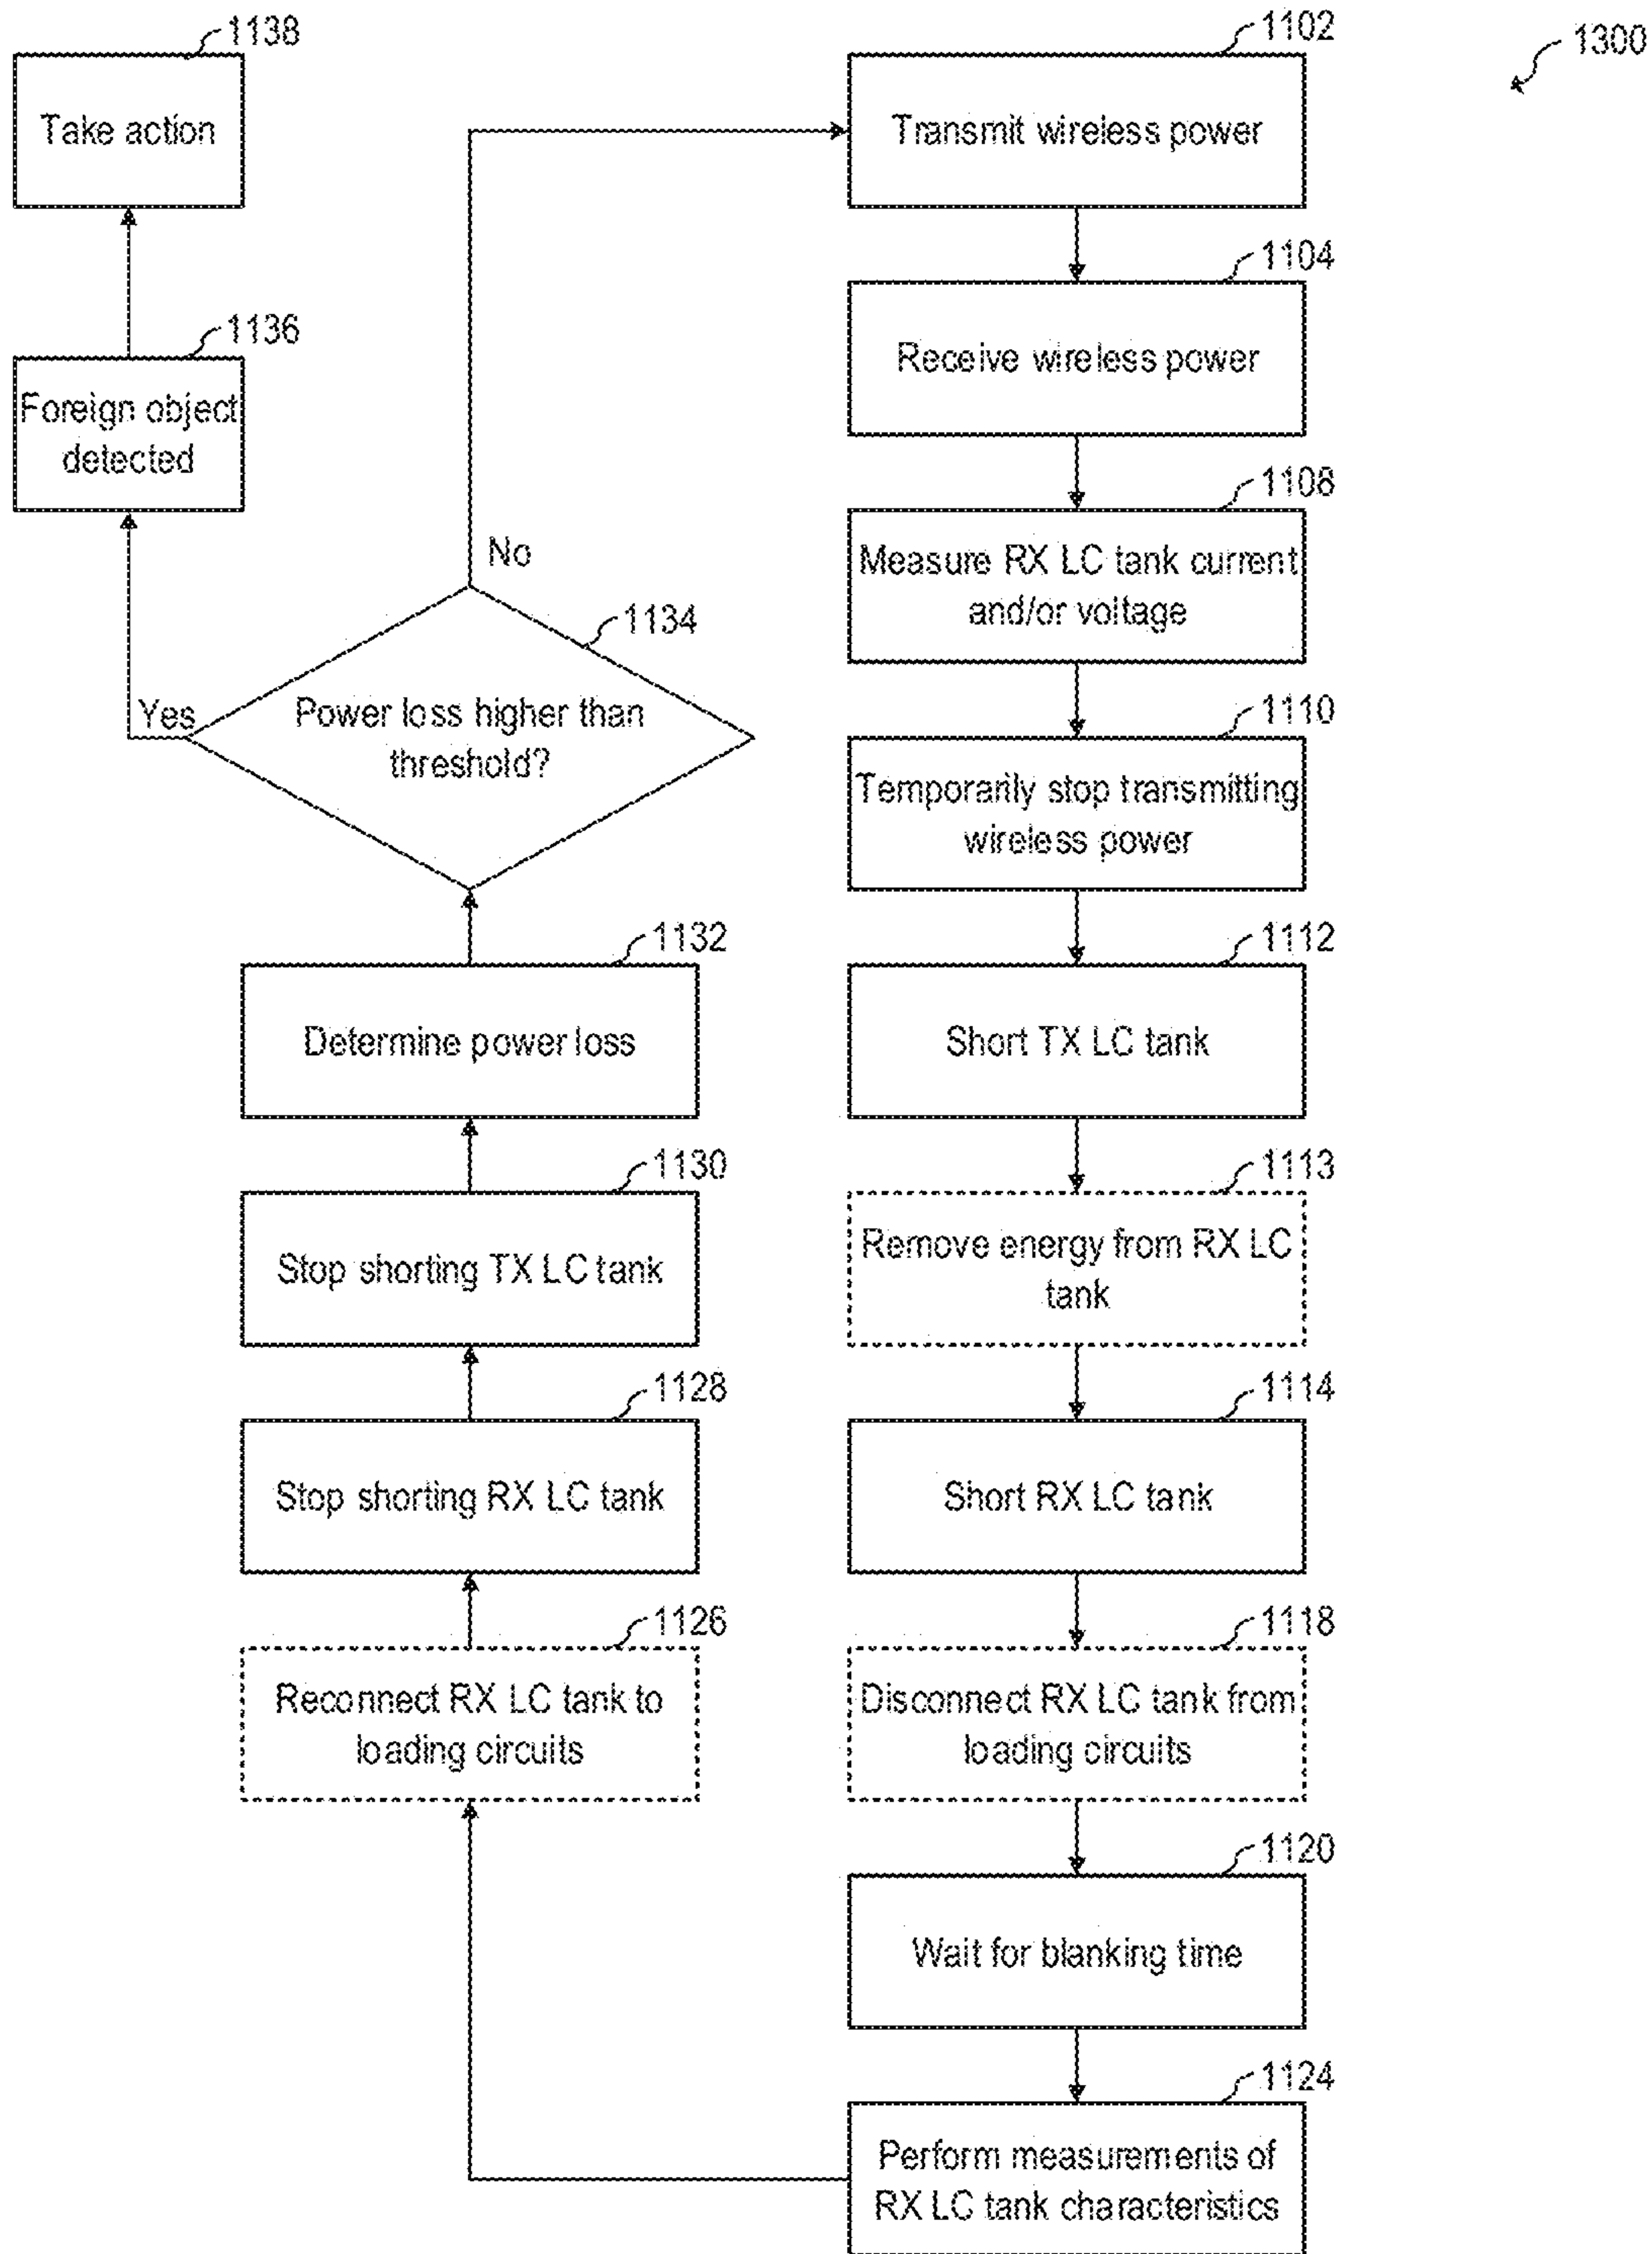 1300
1102
Transmit wireless power
1104
Receive wireless power
1108
Measure RX LC tank current
and/or voltage
1110
Temporarily stop transmitting
wireless power
1112
Short TX LC tank
1113
Remove energy from RX LC
tank
1114
Short RX LC tank
1118
Disconnect RX LC tank from
loading circuits
1120
Wait for blanking time
1124
Perform measurements of
RX LC tank characteristics
1126
Reconnect RX LC tank to
loading circuits
1128
Stop shorting RX LC tank
1130
Stop shorting TX LC tank
1132
Determine power loss
1134
Power loss higher than
threshold?
No
Yes
1136
Foreign object
detected
1138
Take action